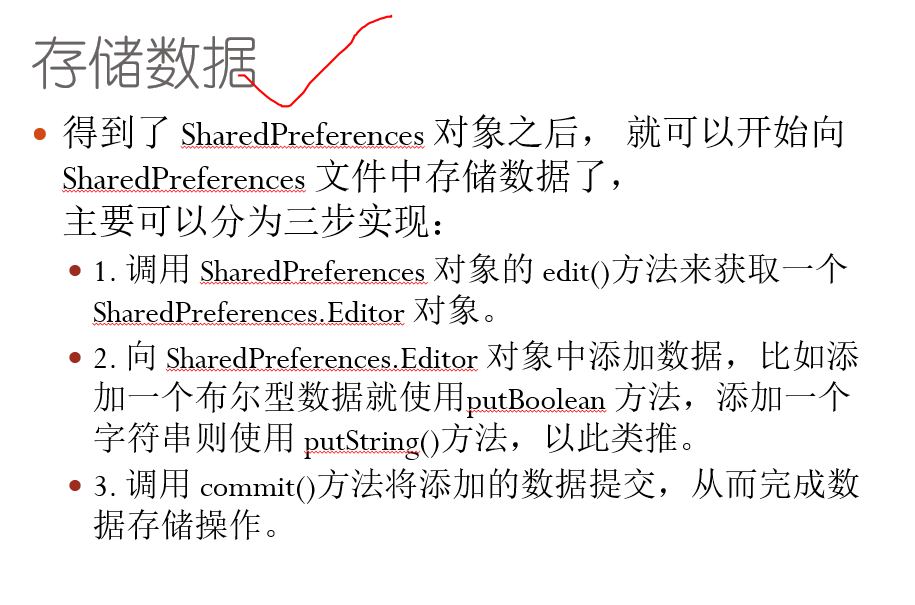 存储数据
得到了 SharedPreferences 对象之后， 就可以开始向
SharedPreferences 文件中存储数据了，
主要可以分为三步实现：
1. 调用 SharedPreferences 对象的 edit()方法来获取一个
SharedPreferences.Editor 对象。
2. 向 SharedPreferences.Editor 对象中添加数据，比如添
加一个布尔型数据就使用putBoolean 方法，添加一个
字符串则使用 putString()方法，以此类推。
3. 调用 commit()方法将添加的数据提交，从而完成数
据存储操作。